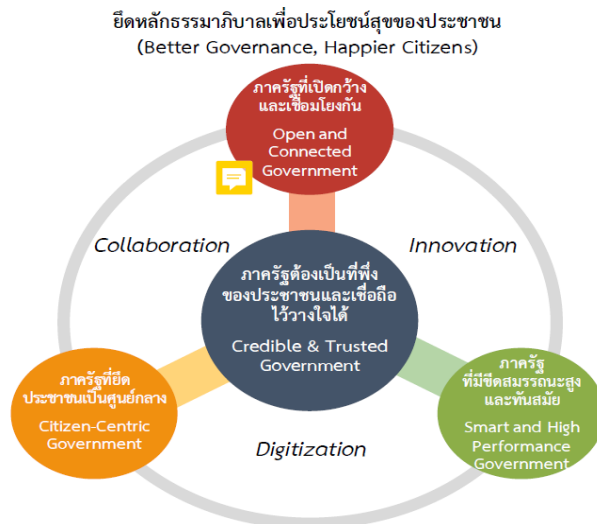 ยึดหลักธรรมาภิบาลเพื่อประโยชน์สุขของประชาชน
(Better Governance, Happier Citizens)
ภาครัฐที่เปิดกว้าง
และเชื่อมโยงกัน
Open and
Connected
Government
Collaboration
Innovation
ภาครัฐต้องเป็นที่พึ่ง
ของประชาชนและเชื่อถือ
ไว้วางใจได้
Credible & Trusted
Government
ภาครัฐที่ยึด
ประชาชนเป็นศูนย์กลาง
Citizen-Centric
Government
ภาครัฐ
ที่มีขีดสมรรถนะสูง
และทันสมัย
Smart and High
Performance
Government
Digitization